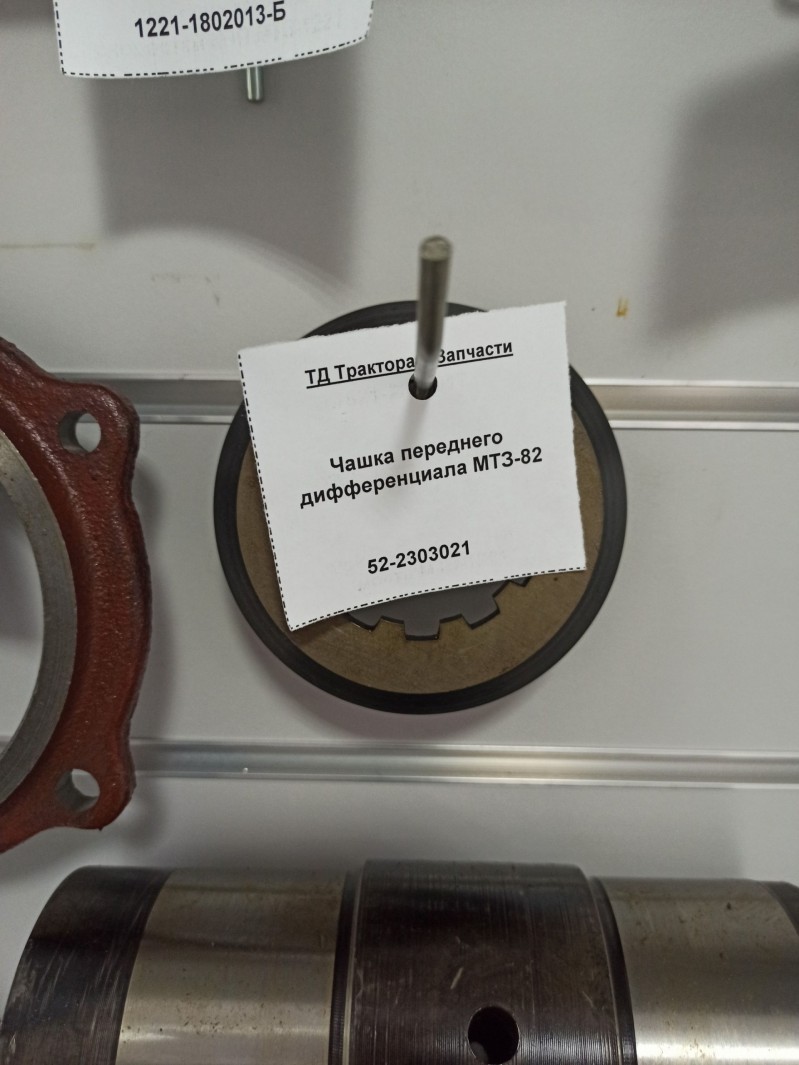 1221-1802013-Б
ТД Трактора Запчасти
Чашка переднего
дифференциала МТЗ-82
52-2303021